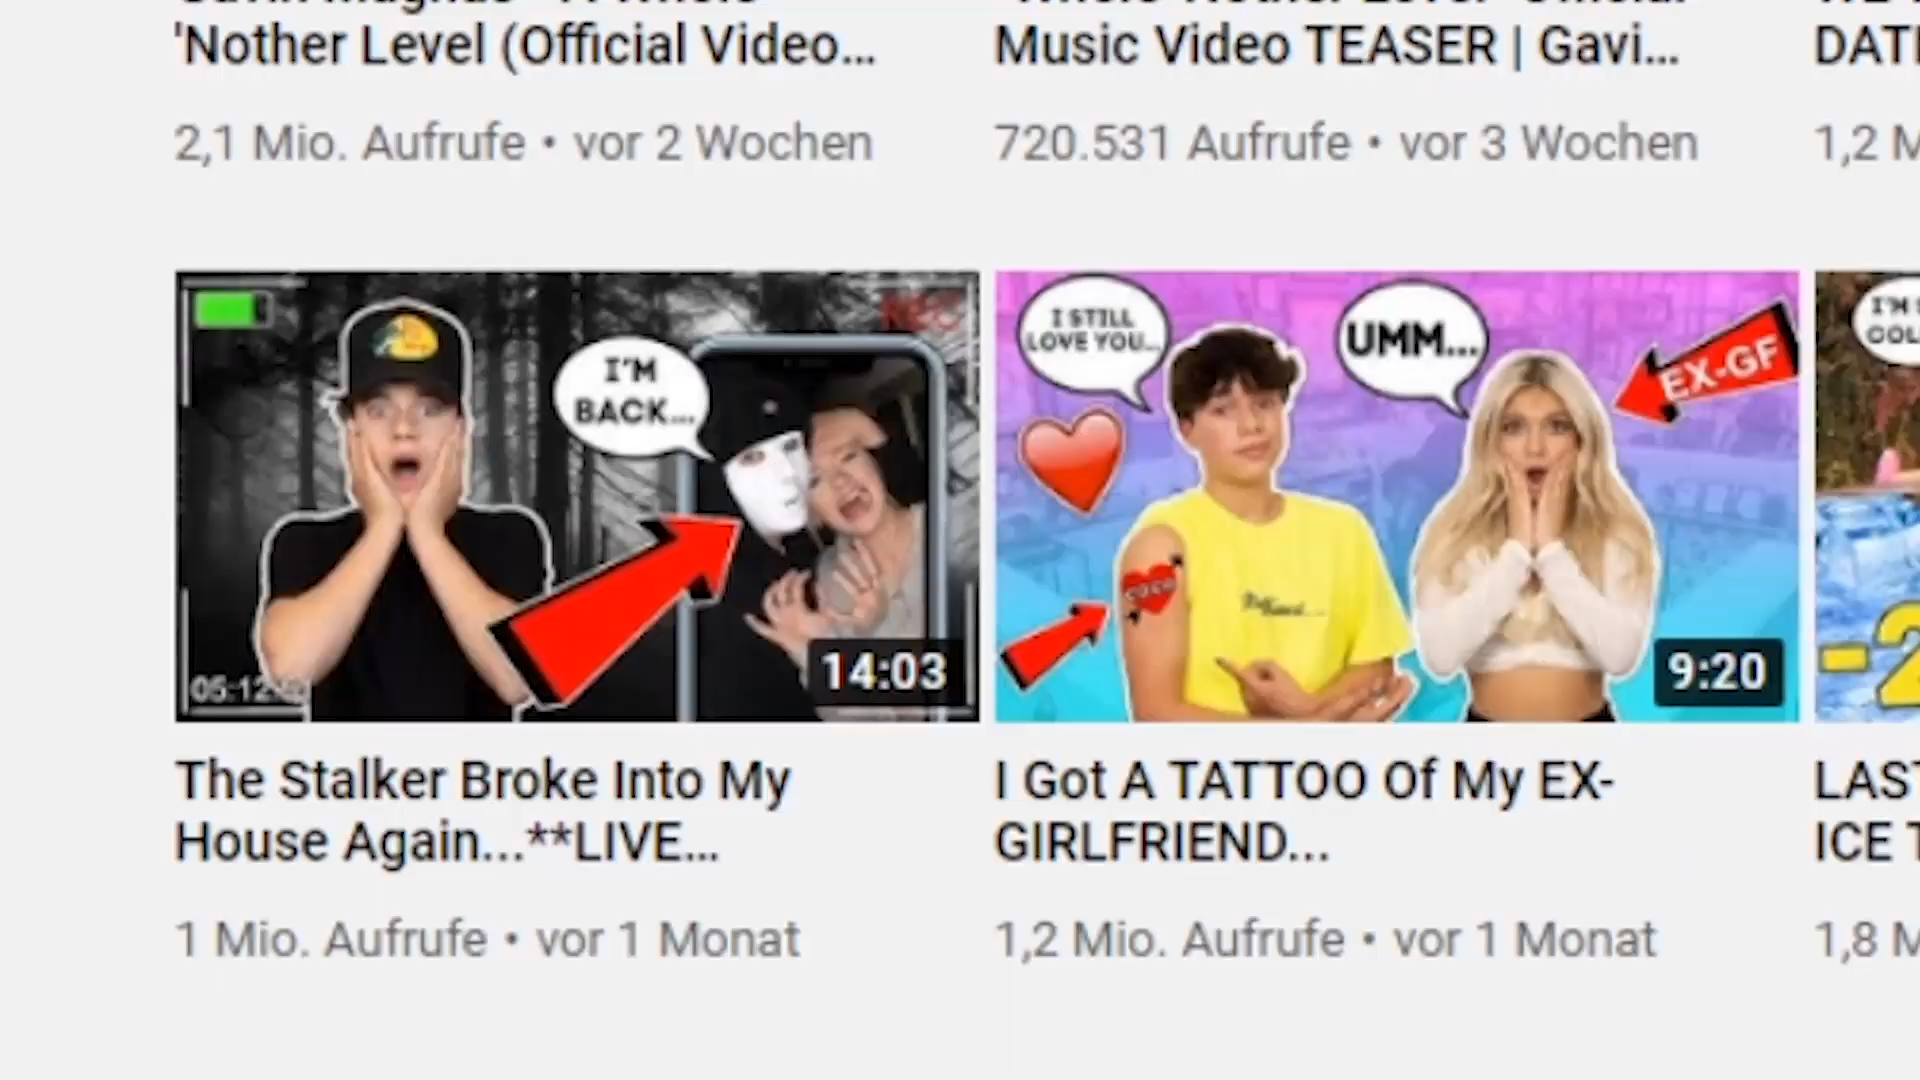 'Nother Level (Official Video...
Music Video TEASER | Gavi...
2,1 Mio. Aufrufe • vor 2 Wochen
720.531 Aufrufe • vor 3 Wochen
1,2 M
REC
I'M
BACK...
14:03
I STILL
LOVE YOU...
UMM...
EX-GF
9:20
-2
The Stalker Broke Into My
House Again...**LIVE...
I Got A TATTOO Of My EX-
GIRLFRIEND...
LAST
ICE T
1 Mio. Aufrufe • vor 1 Monat
1,2 Mio. Aufrufe • vor 1 Monat
1,8 M